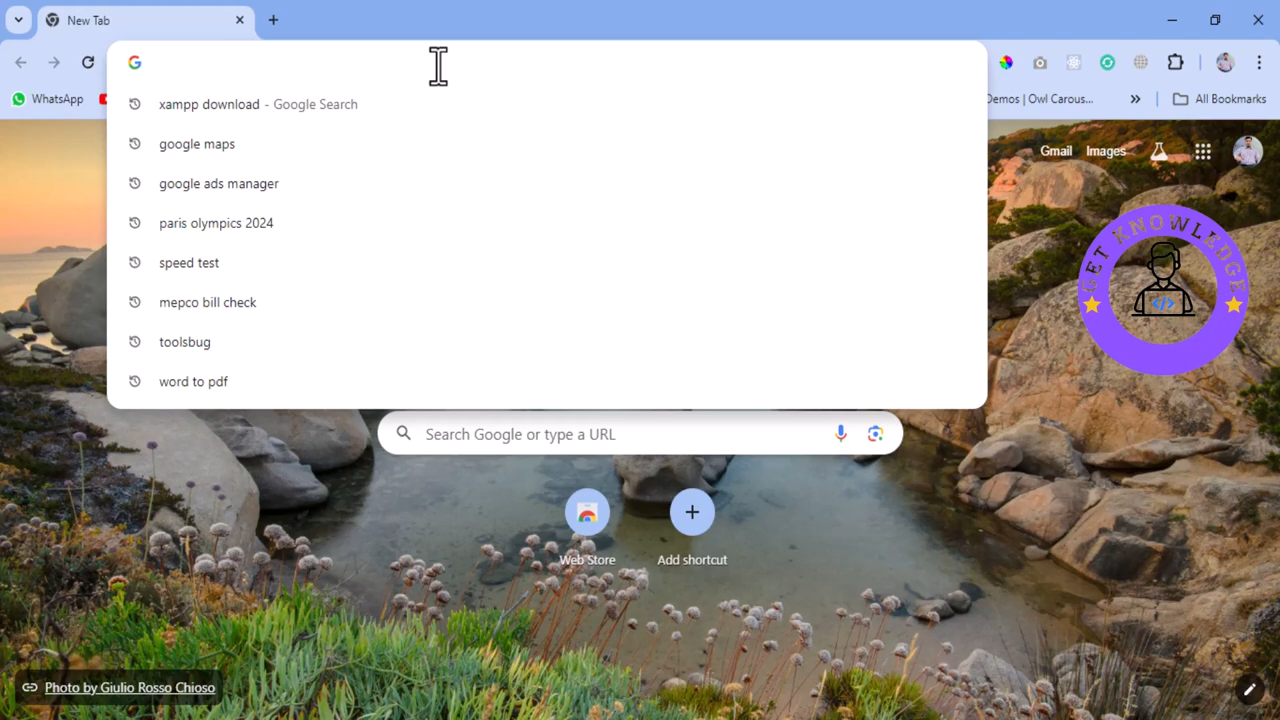 New Tab
WhatsApp
Demos | Owl Carous...
All Bookmarks
xampp download - Google Search
google maps
google ads manager
paris olympics 2024
speed test
mepco bill check
toolsbug
word to pdf
Gmail Images
GET KNOWLEDGE
</>
Search Google or type a URL
Web Store
Add shortcut
Photo by Giulio Rosso Chioso